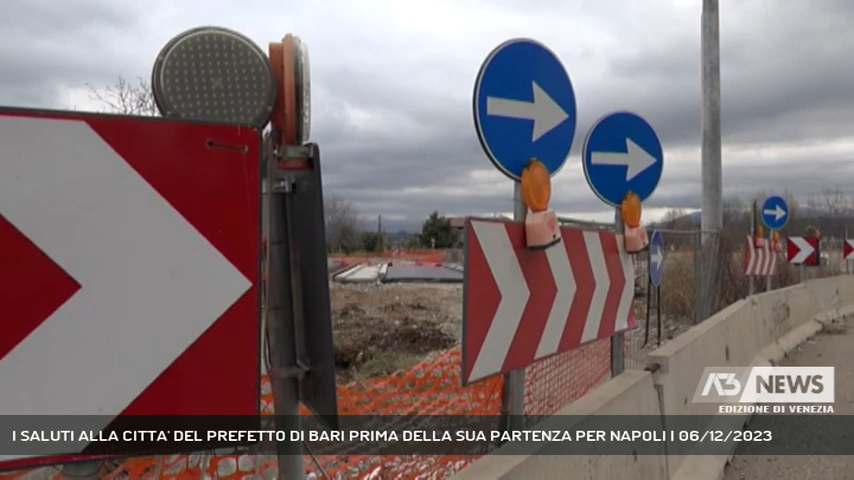 A3 NEWS
EDIZIONE DI VENEZIA
I SALUTI ALLA CITTA' DEL PREFETTO DI BARI PRIMA DELLA SUA PARTENZA PER NAPOLI | 06/12/2023